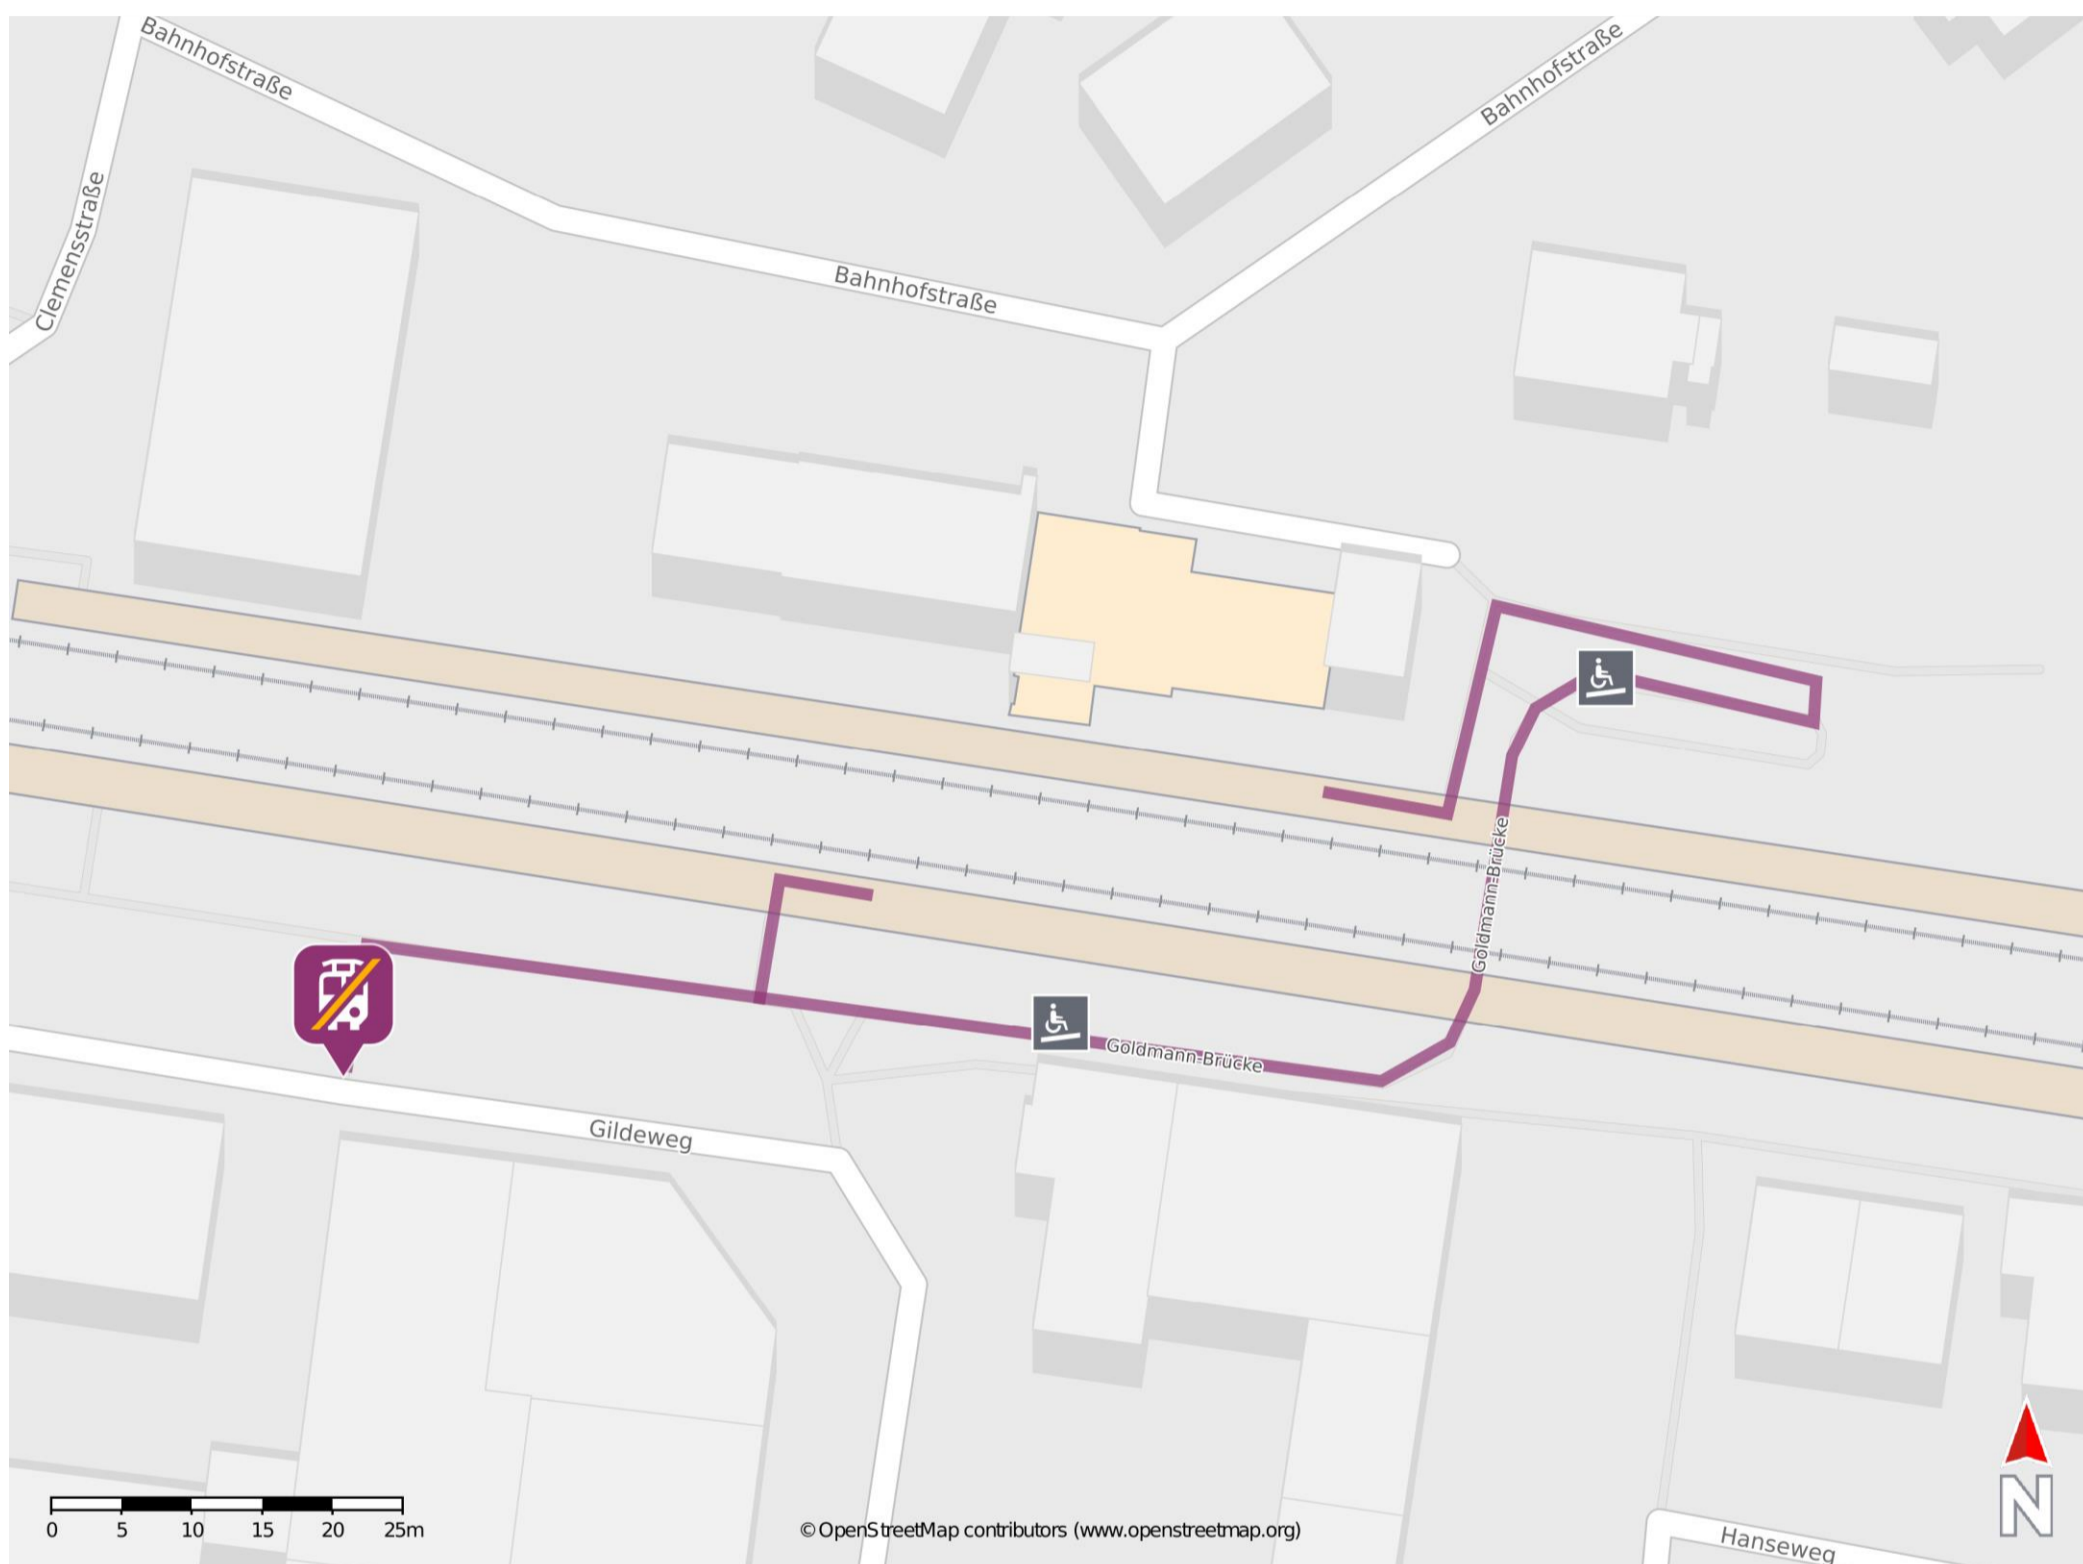 Bahnhofstraße
Bahnhofstraße
Clemensstraße
Bahnhofstraße
Goldmann-Brücke
Goldmann-Brücke
Gildeweg
0 5 10 15 20 25m
© OpenStreetMap contributors (www.openstreetmap.org)
N
Hanseweg